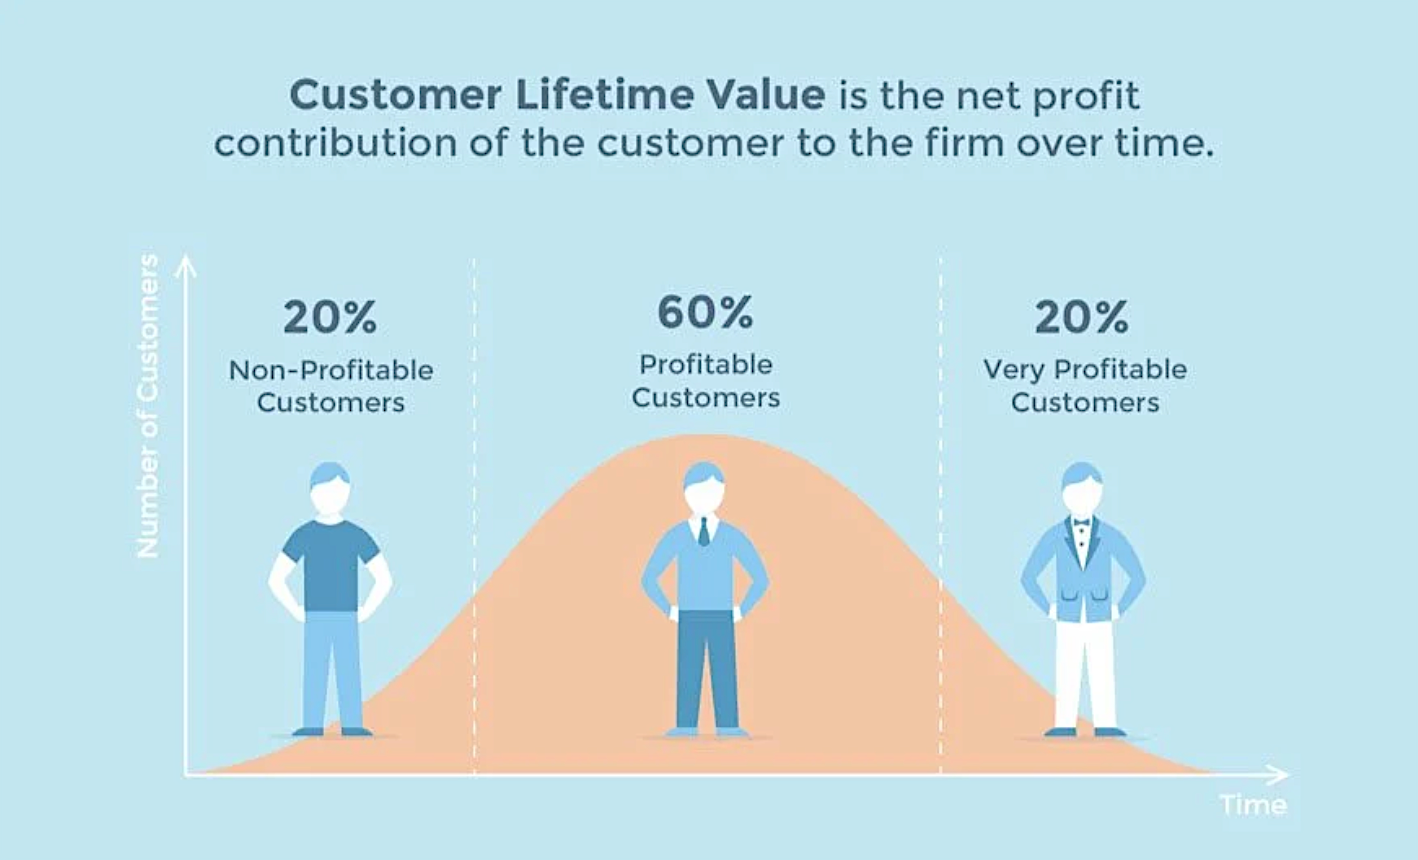 Customer Lifetime Value is the net profit
contribution of the customer to the firm over time.
Number of Customers
20%
Non-Profitable
Customers
60%
Profitable
Customers
20%
Very Profitable
Customers
Time